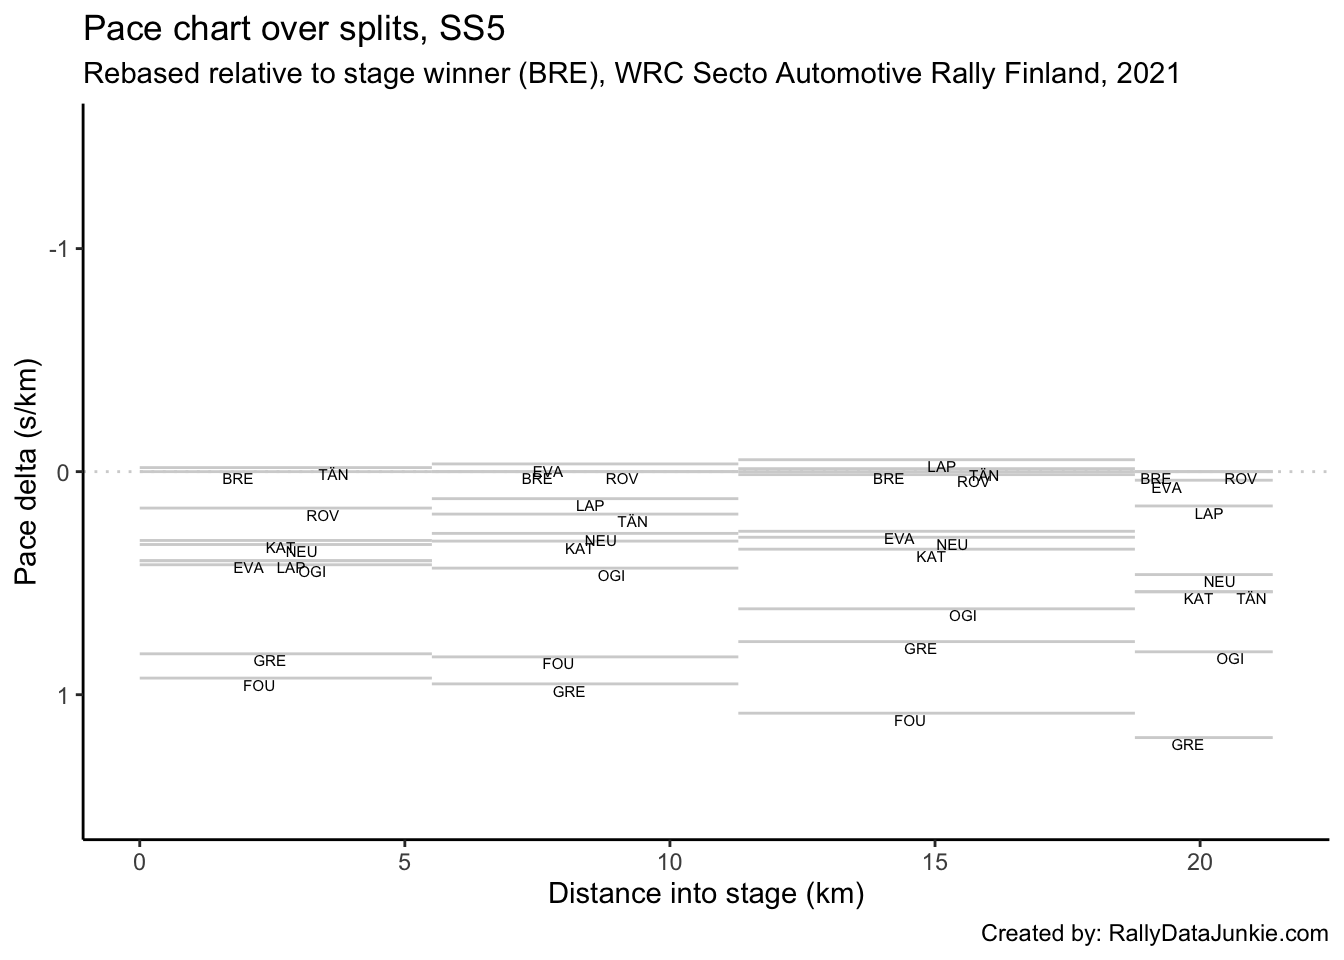 Pace chart over splits, SS5
Rebased relative to stage winner (BRE), WRC Secto Automotive Rally Finland, 2021
Pace delta (s/km)
-1
0
1
BRE
TÄN
ROV
KAT
NEU
EVA
LAP
OGI
GRE
FOU
EVA
BRE
ROV
LAP
TÄN
NEU
KAT
OGI
FOU
GRE
LAP
TÄN
BRE
ROV
EVA
NEU
KAT
OGI
GRE
FOU
BRE
ROV
EVA
LAP
NEU
KAT
TÄN
OGI
GRE
0
5
10
15
20
Distance into stage (km)
Created by: RallyDataJunkie.com